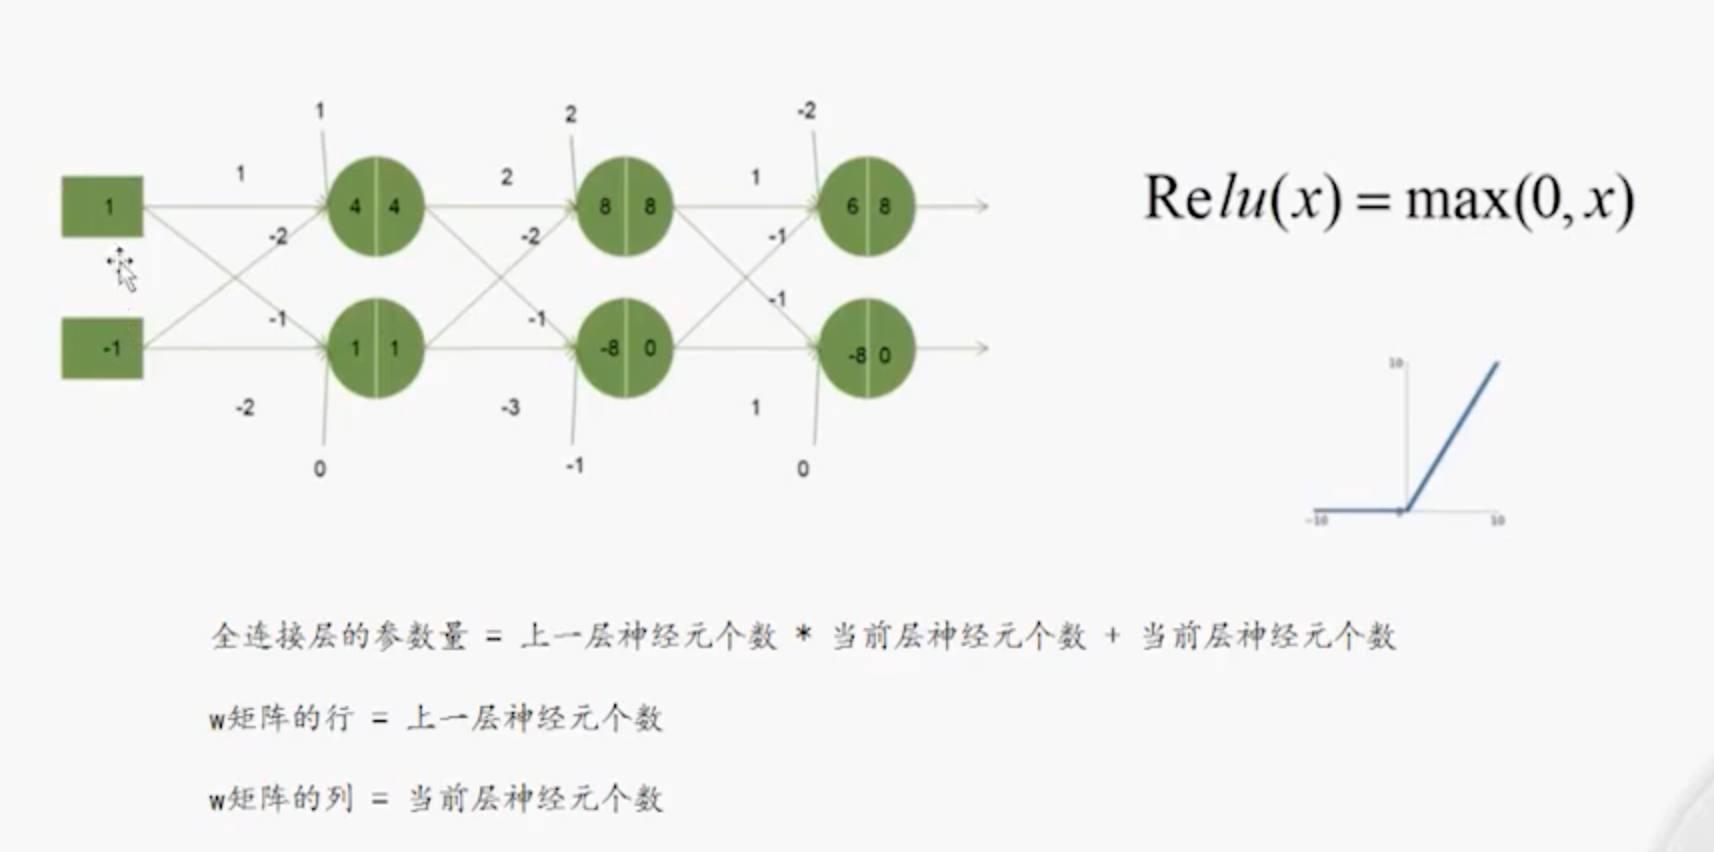 1 2 -2
1 2 1
1 4 4 8 8 6 8
-2 -2 -1
-1 -1 -1
-1 1 1 -8 0 -8 0
-2 -3 1
0 -1 0
Relu(x) = max(0, x)
10
-10 0 10
全连接层的参数量 = 上一层神经元个数 * 当前层神经元个数 + 当前层神经元个数
w矩阵的行 = 上一层神经元个数
w矩阵的列 = 当前层神经元个数